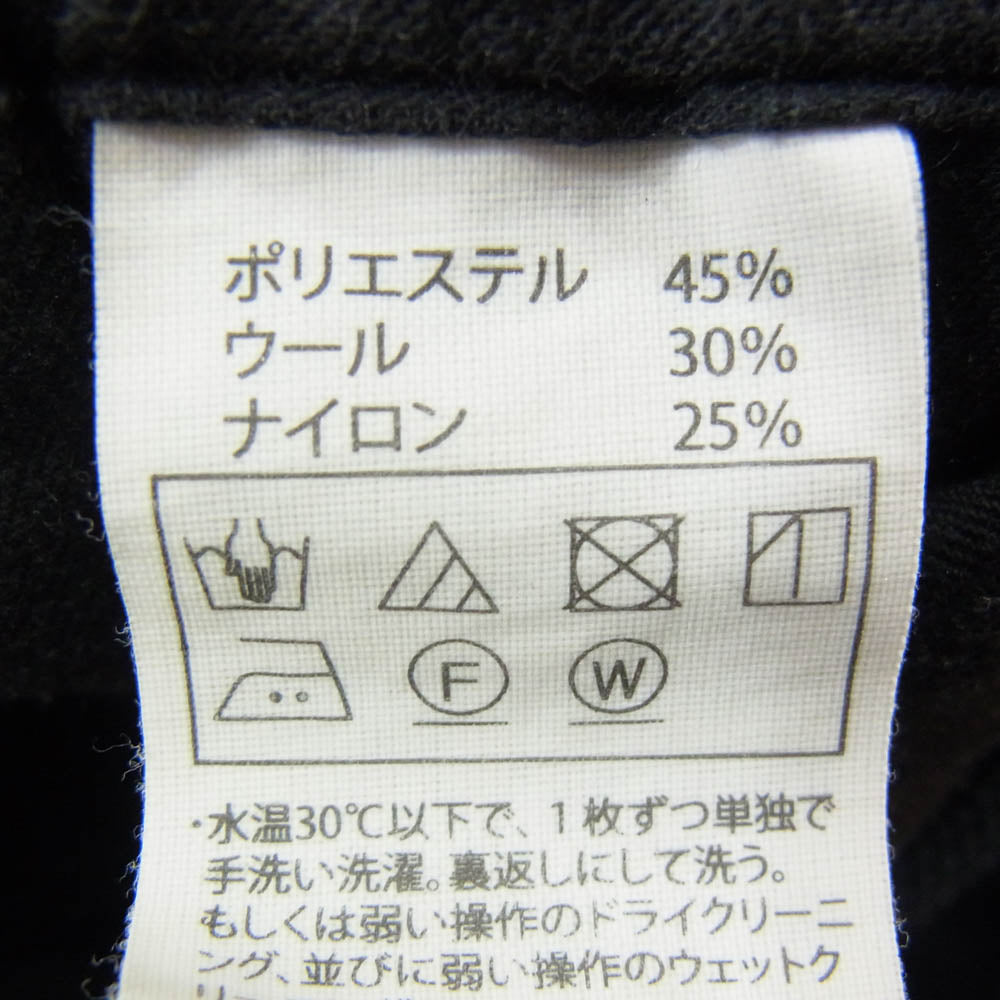 ポリエステル 45%
ウール 30%
ナイロン 25%
F W
・水温30℃以下で、1枚ずつ単独で
手洗い洗濯。裏返しにして洗う。
もしくは弱い操作のドライクリーニ
ング、並びに弱い操作のウェットク